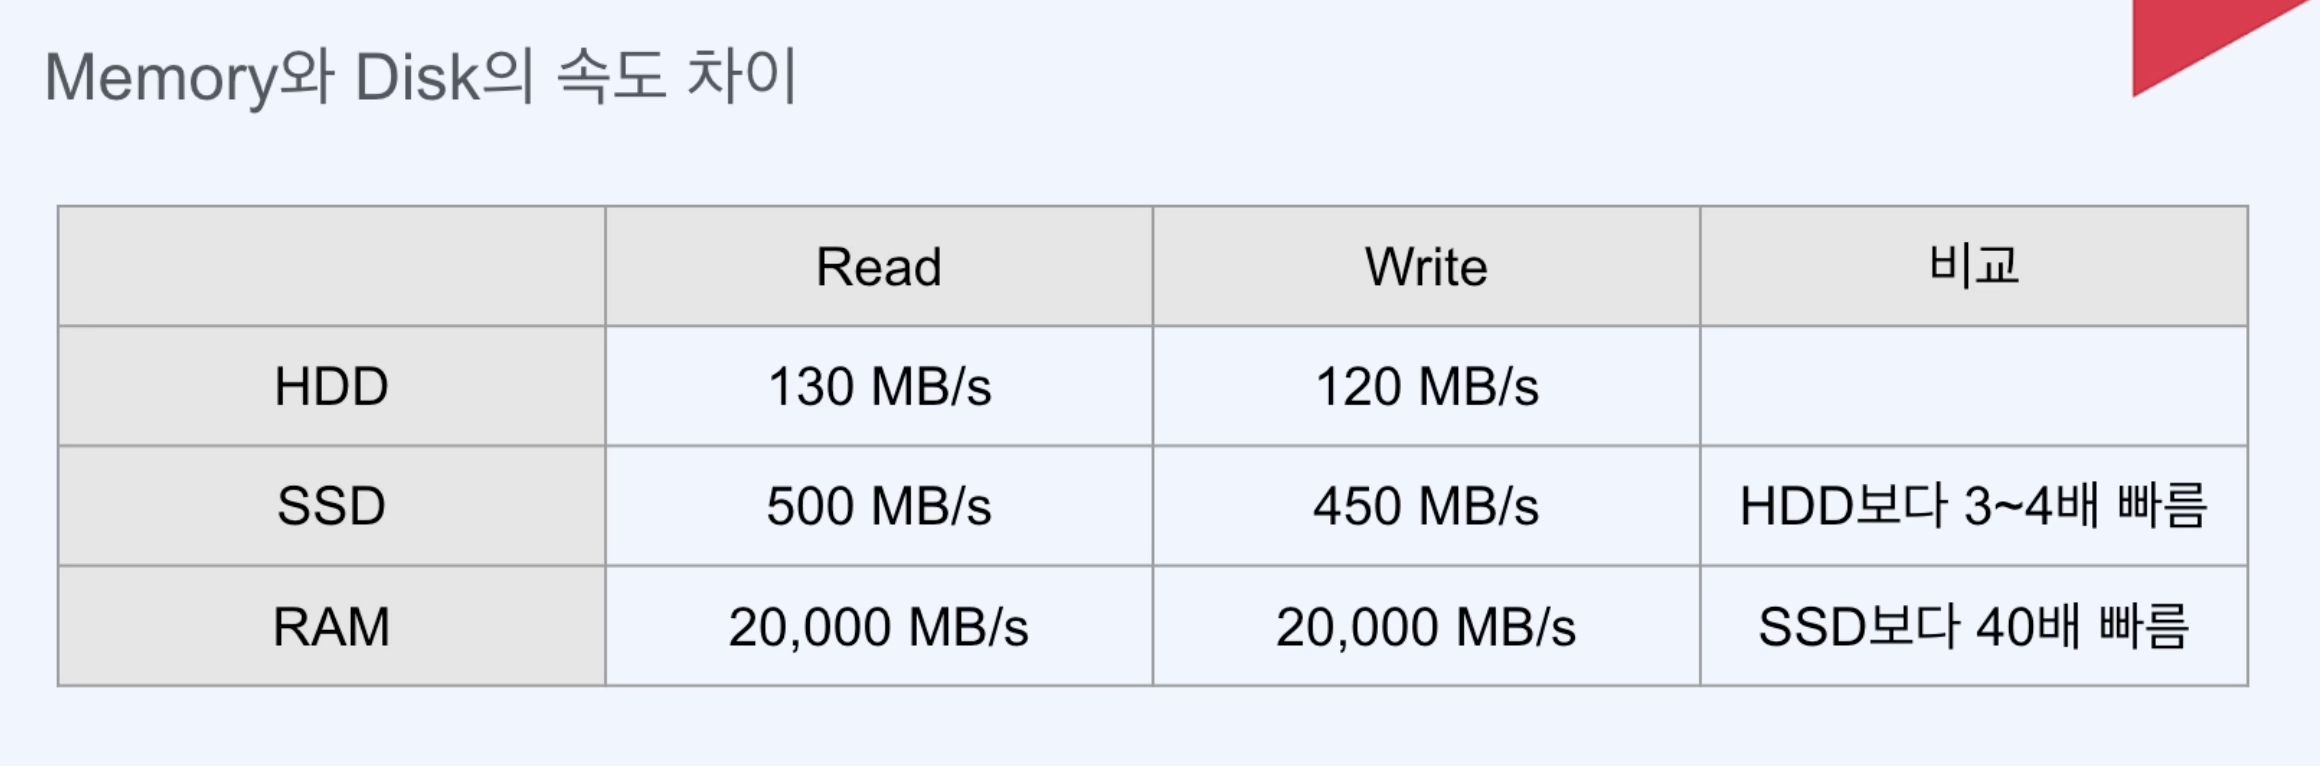 Memory와 Disk의 속도 차이
Read Write 비교
HDD 130 MB/s 120 MB/s
SSD 500 MB/s 450 MB/s HDD보다 3~4배 빠름
RAM 20,000 MB/s 20,000 MB/s SSD보다 40배 빠름